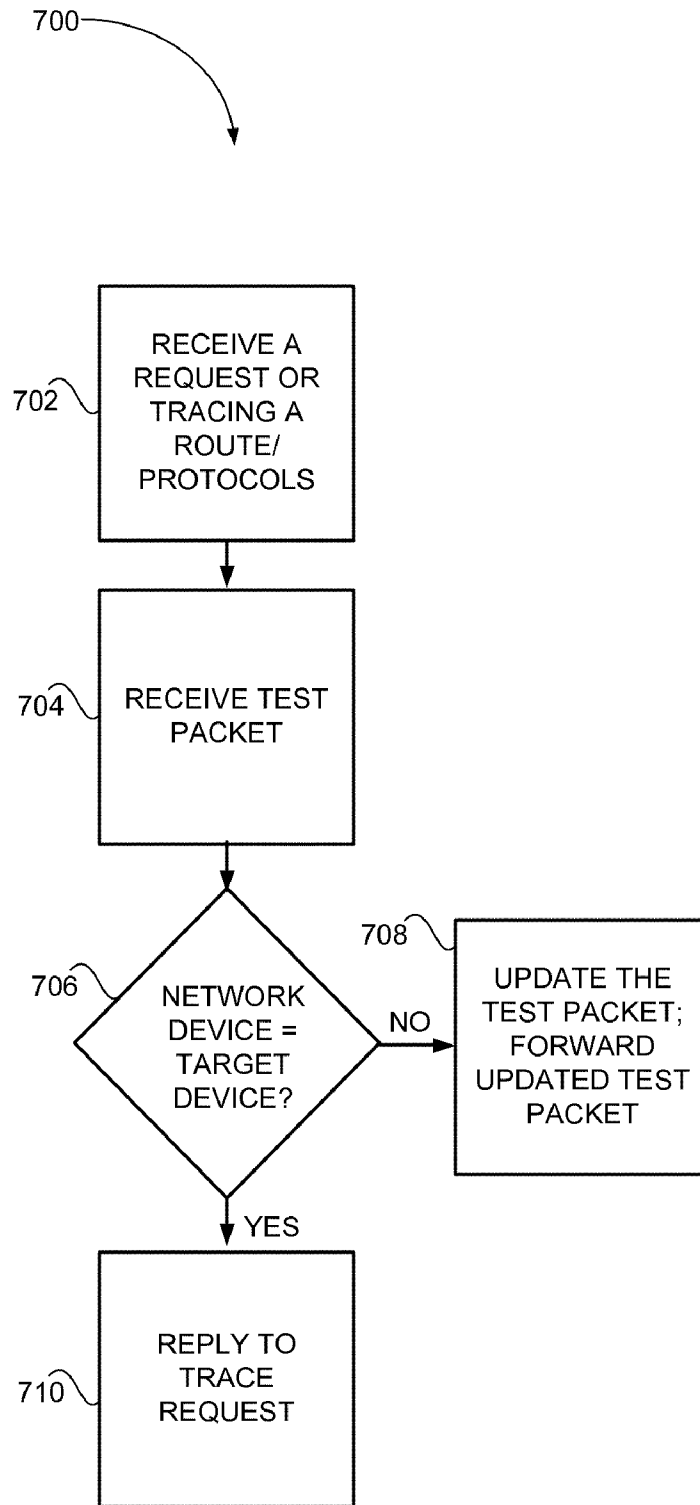 700
702
RECEIVE A
REQUEST OR
TRACING A
ROUTE/
PROTOCOLS
704
RECEIVE TEST
PACKET
706
NETWORK
DEVICE =
TARGET
DEVICE?
NO
708
UPDATE THE
TEST PACKET;
FORWARD
UPDATED TEST
PACKET
YES
710
REPLY TO
TRACE
REQUEST